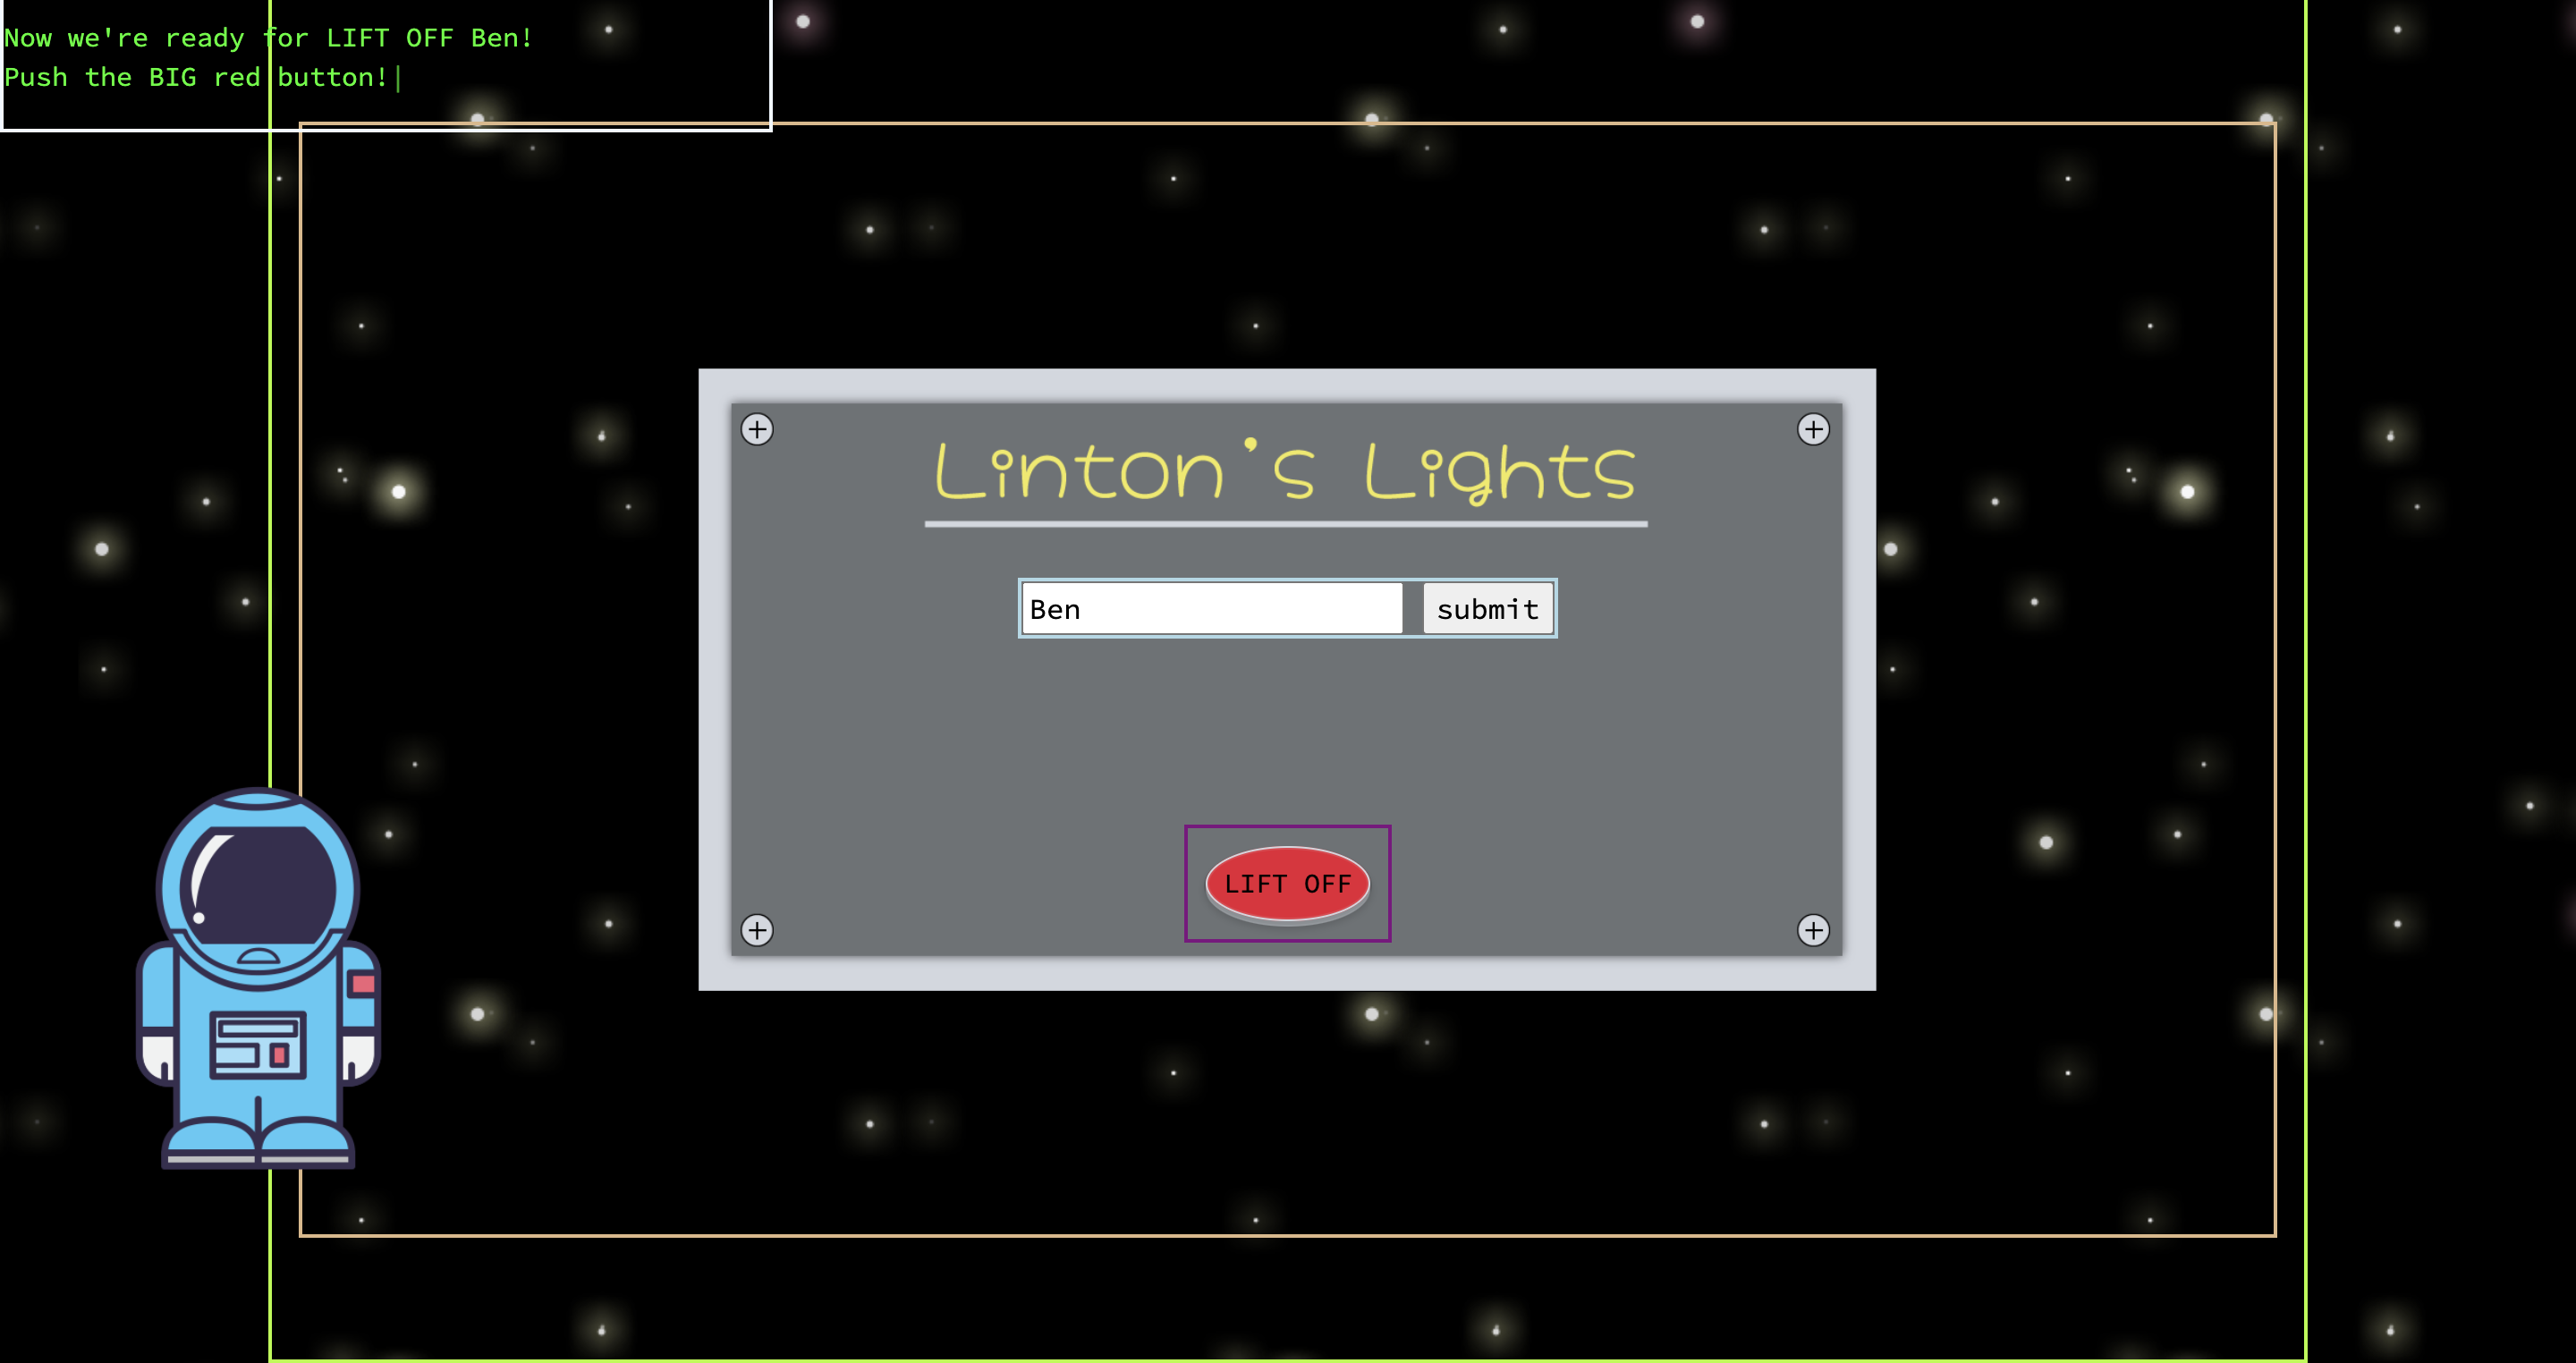 Now we're ready for LIFT OFF Ben!
Push the BIG red button!
Linton's Lights
Ben submit
LIFT OFF